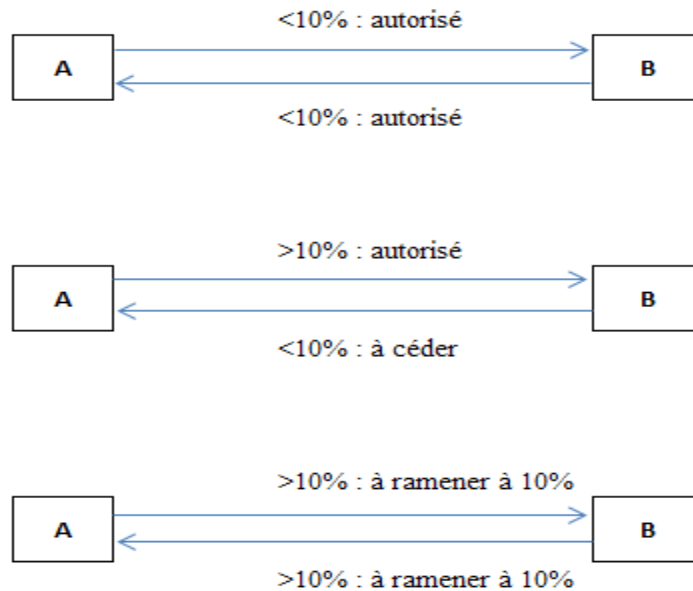 <10% : autorisé
A B
<10% : autorisé
>10% : autorisé
A B
<10% : à céder
>10% : à ramener à 10%
A B
>10% : à ramener à 10%